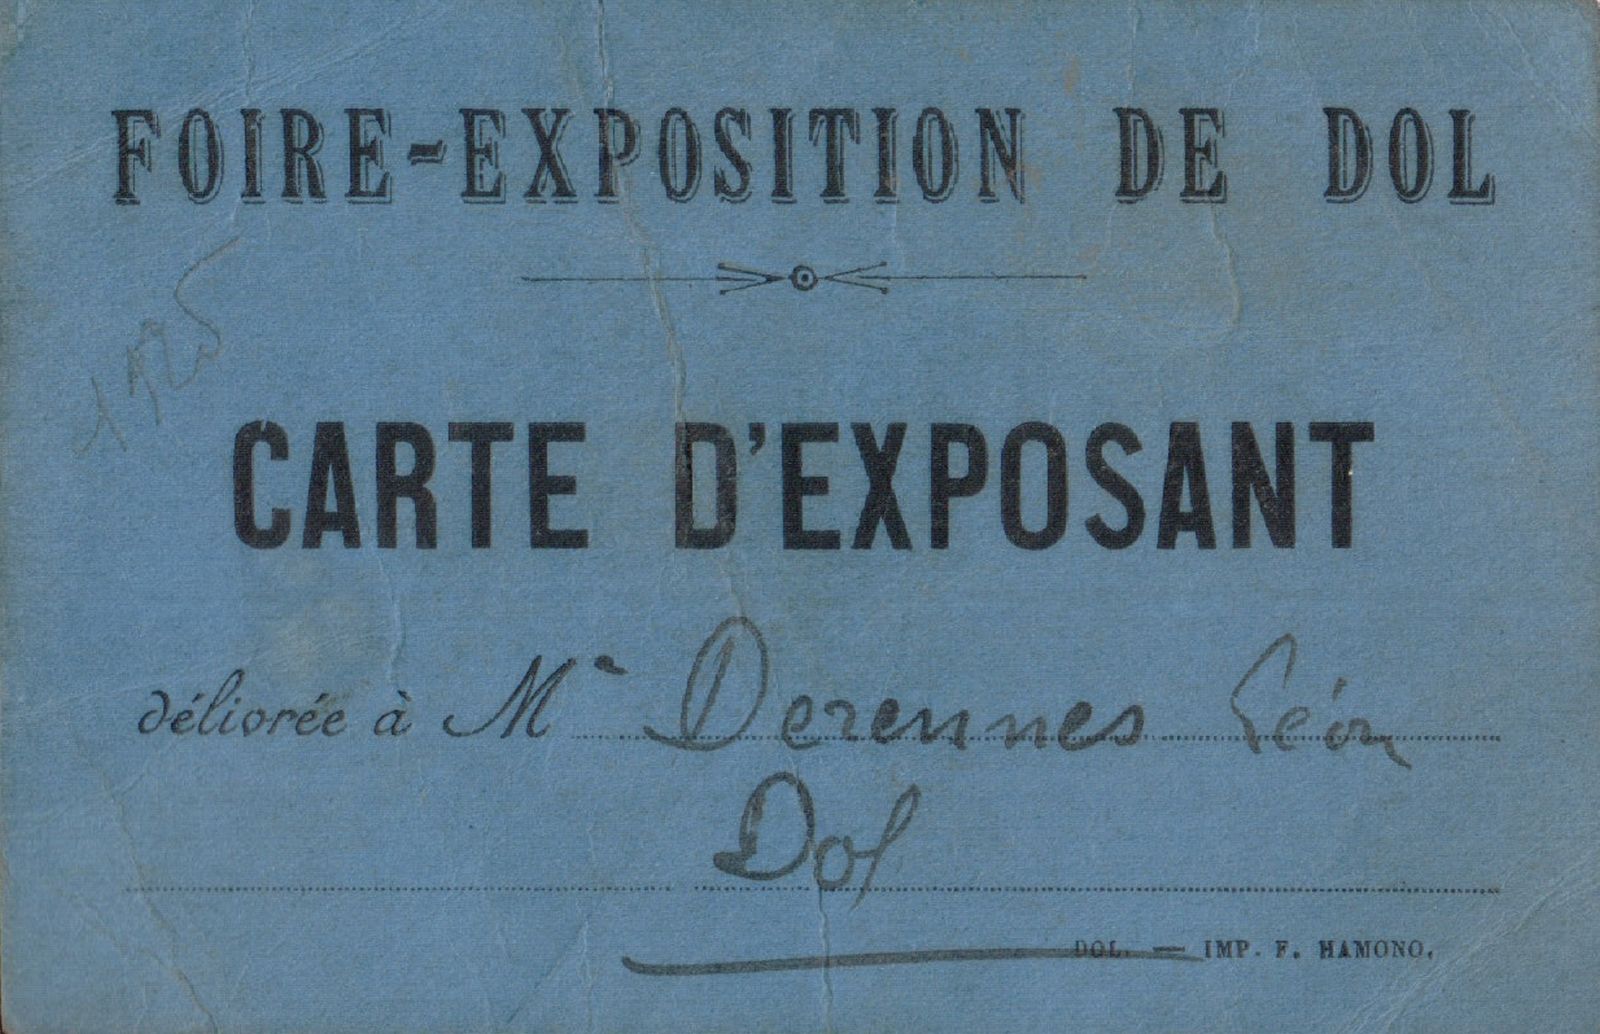 FOIRE-EXPOSITION DE DOL
1925
CARTE D'EXPOSANT
délivrée à M. Derennes Léon
Dol
DOL. — IMP. F. HAMONO.